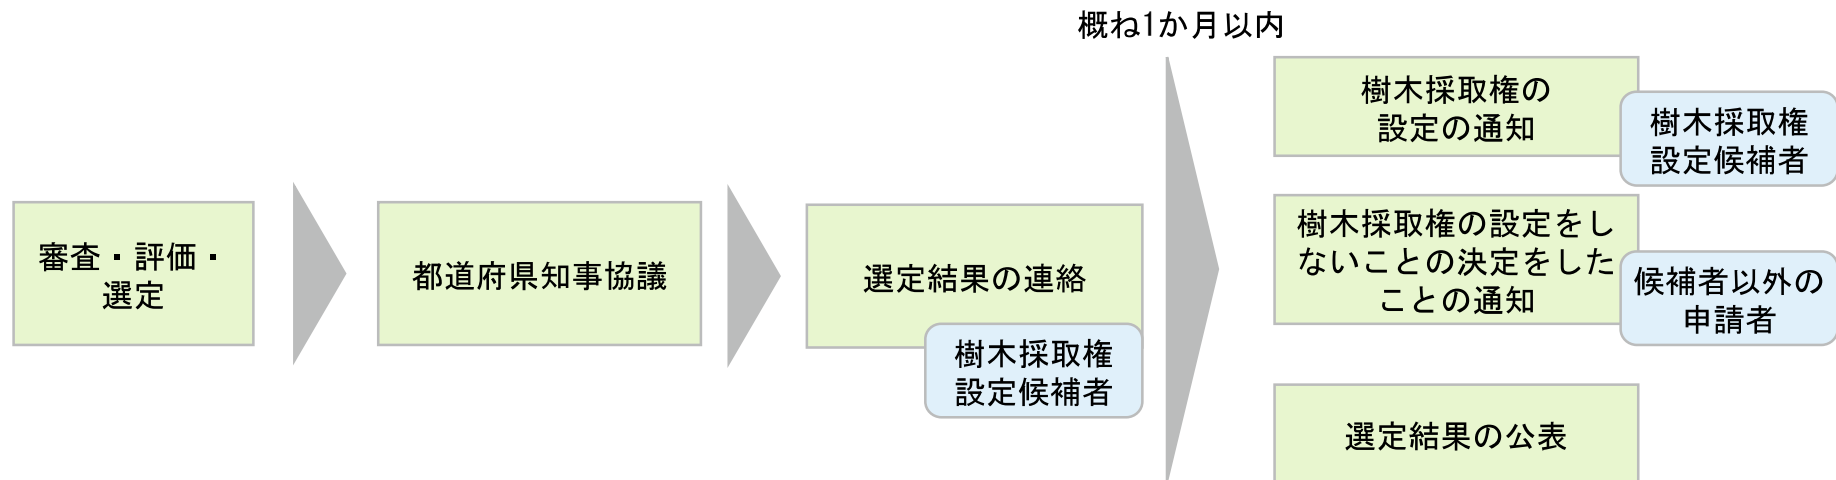 概ね1か月以内
審査・評価・
選定
都道府県知事協議
選定結果の連絡
樹木採取権
設定候補者
樹木採取権の
設定の通知
樹木採取権
設定候補者
樹木採取権の設定をし
ないことの決定をした
ことの通知
候補者以外の
申請者
選定結果の公表